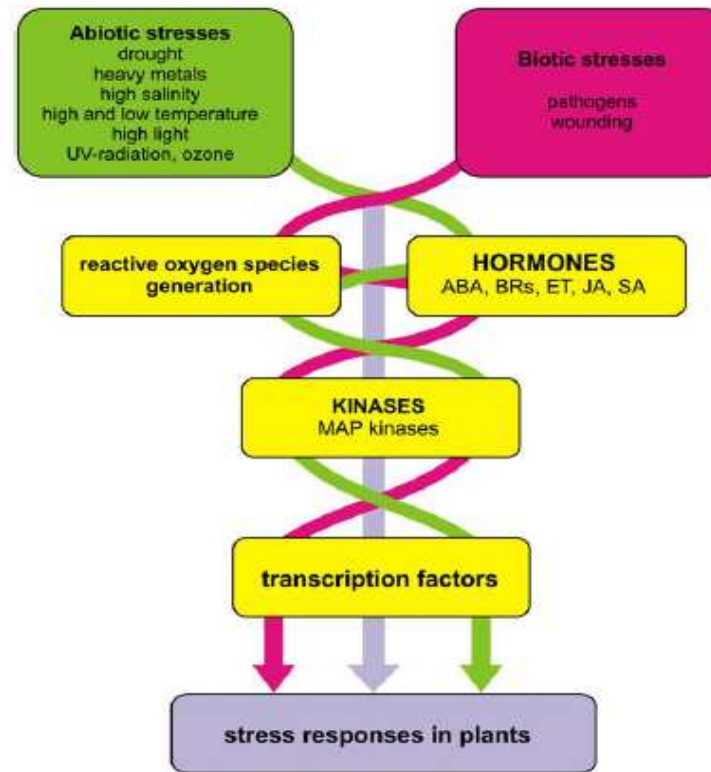 Abiotic stresses
drought
heavy metals
high salinity
high and low temperature
high light
UV-radiation, ozone
Biotic stresses
pathogens
wounding
reactive oxygen species
generation
HORMONES
ABA, BRs, ET, JA, SA
KINASES
MAP kinases
transcription factors
stress responses in plants